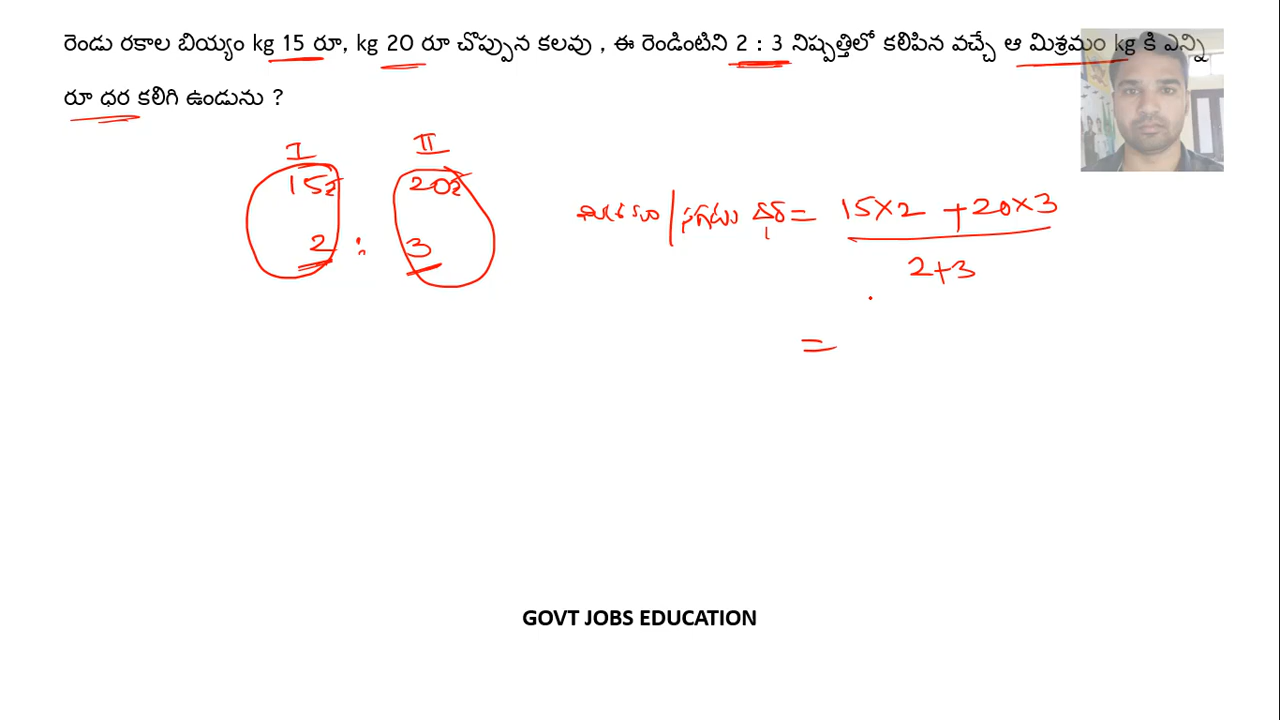 రెండు రకాల బియ్యం kg 15 రూ, kg 20 రూ చొప్పున కలవు , ఈ రెండింటిని 2 : 3 నిష్పత్తిలో కలిపిన వచ్చే ఆ మిశ్రమం kg కి ఎన్ని
రూ ధర కలిగి ఉండును ?
I II
15 20
2 : 3
/ సగటు ధర = 15×2 +20×3
2+3
=
GOVT JOBS EDUCATION